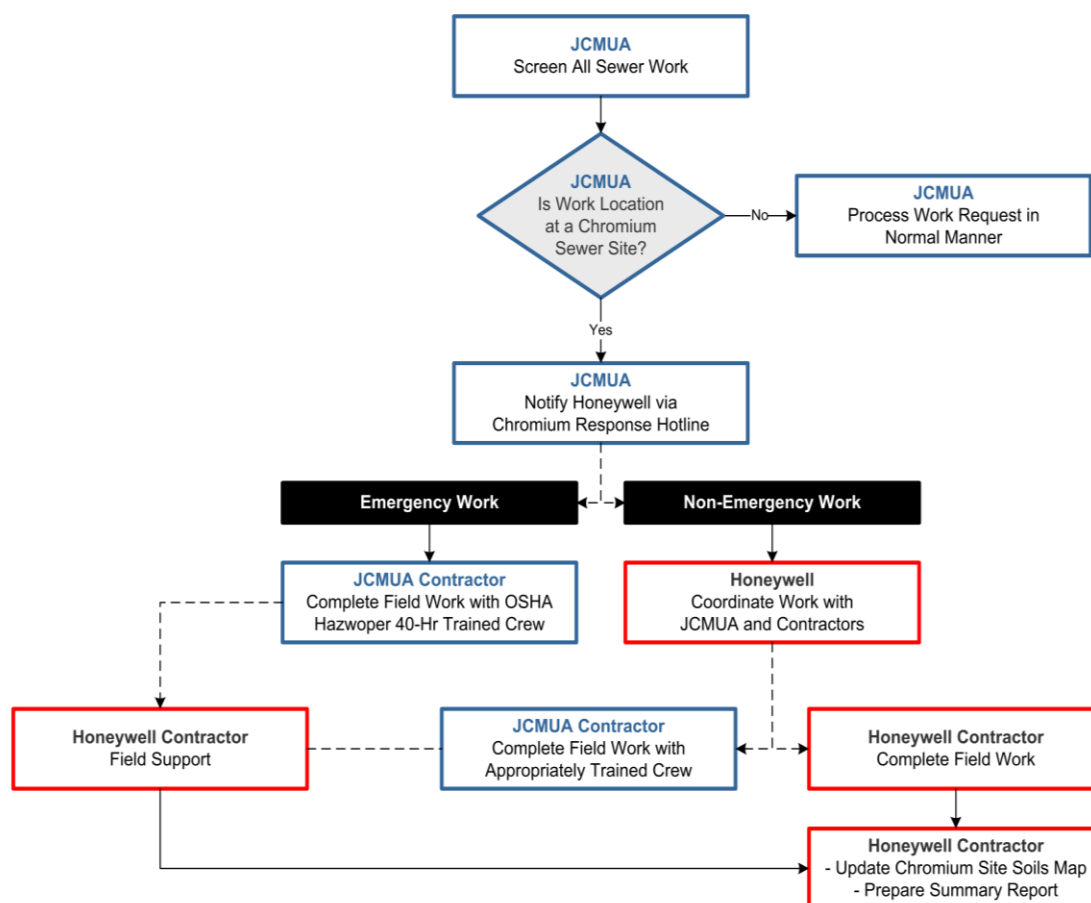 JCMUA
Screen All Sewer Work
JCMUA
Is Work Location
at a Chromium
Sewer Site?
No
JCMUA
Process Work Request in
Normal Manner
Yes
JCMUA
Notify Honeywell via
Chromium Response Hotline
Emergency Work
Non-Emergency Work
JCMUA Contractor
Complete Field Work with OSHA
Hazwoper 40-Hr Trained Crew
Honeywell
Coordinate Work with
JCMUA and Contractors
Honeywell Contractor
Field Support
JCMUA Contractor
Complete Field Work with
Appropriately Trained Crew
Honeywell Contractor
Complete Field Work
Honeywell Contractor
- Update Chromium Site Soils Map
- Prepare Summary Report